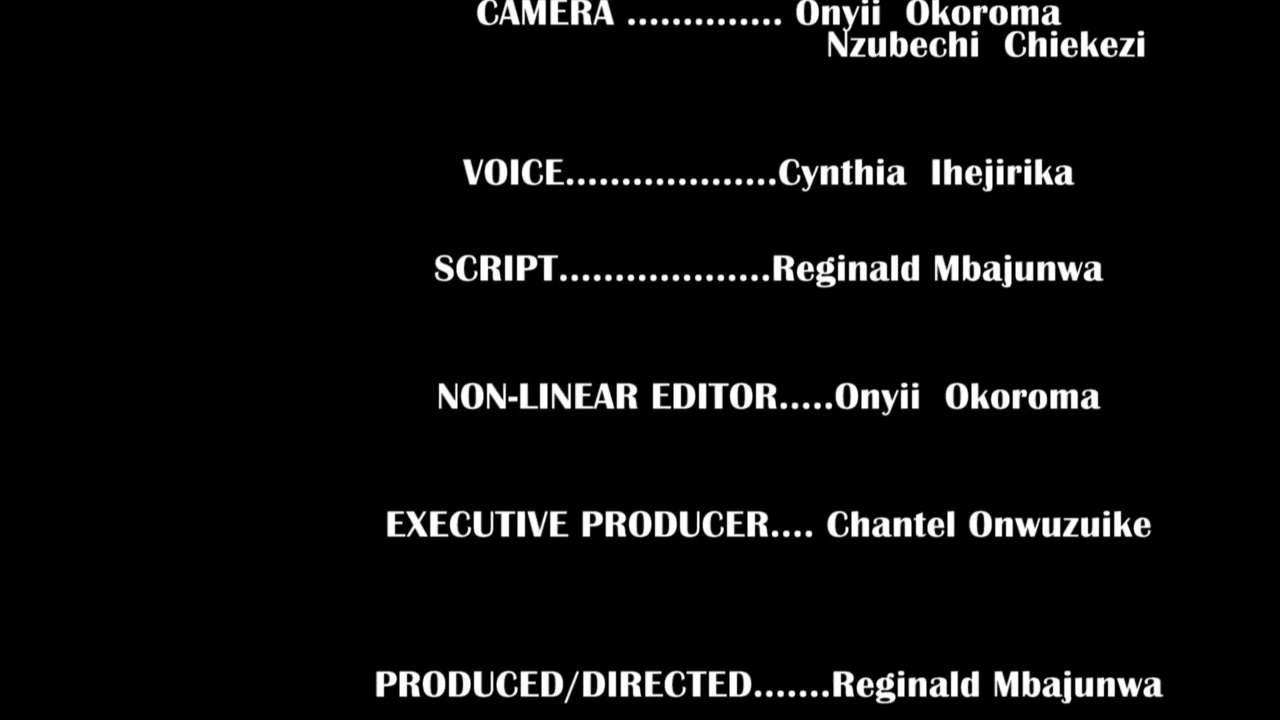 CAMERA .............. Onyii Okoroma
Nzubechi Chiekezi
VOICE...................Cynthia Ihejirika
SCRIPT...................Reginald Mbajunwa
NON-LINEAR EDITOR.....Onyii Okoroma
EXECUTIVE PRODUCER.... Chantel Onwuzuike
PRODUCED/DIRECTED.......Reginald Mbajunwa